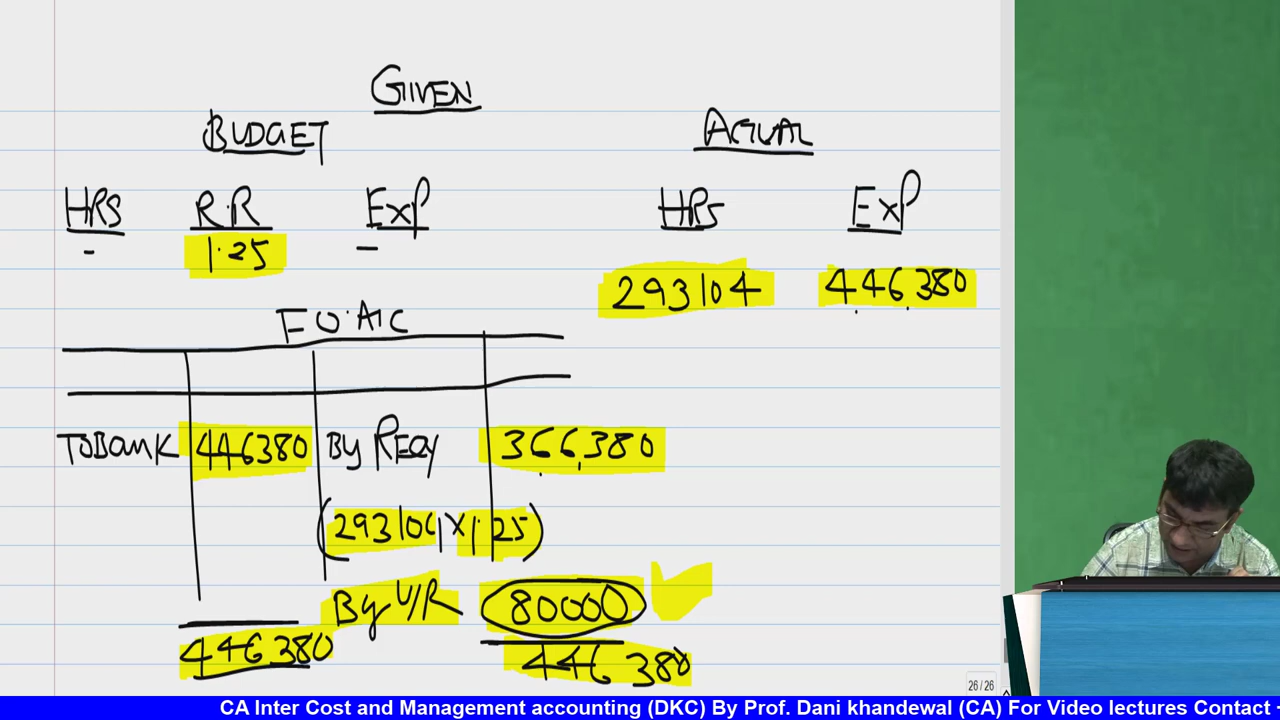 GIVEN
BUDGET ACTUAL
HRS R.R Exp HRS Exp
- 1.25 -
293104 446380
F O. A/C
To Bank 446380 By Recy 366,380
(293104 x 1.25)
By U/R 80000
446380 446380
26 / 26
CA Inter Cost and Management accounting (DKC) By Prof. Dani khandewal (CA) For Video lectures Contact -